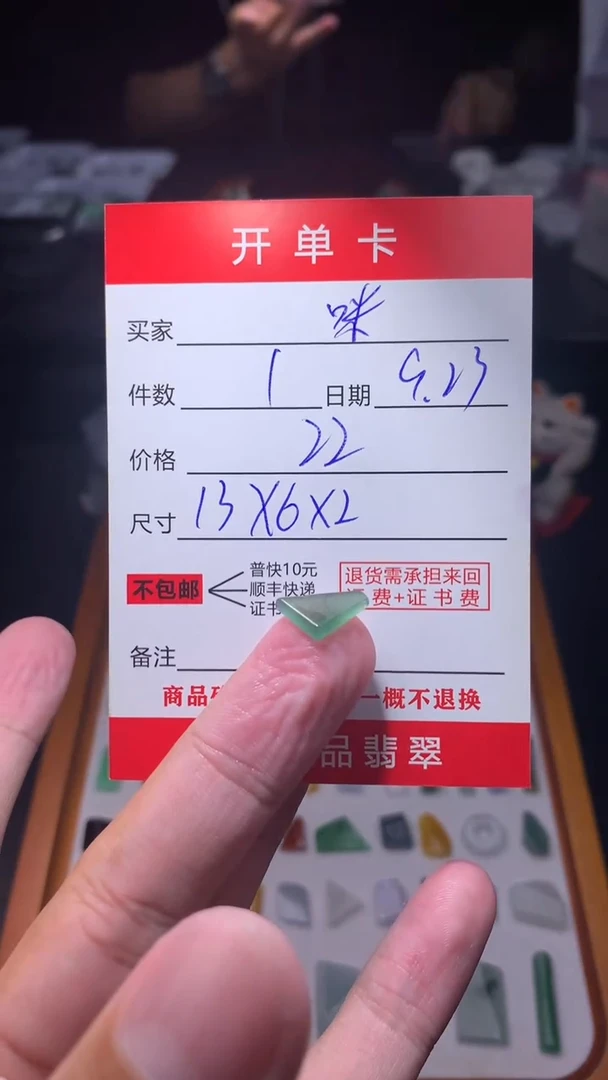 开单卡
买家 咪
件数 1 日期 9.23
价格 22
尺寸 13X6X2
不包邮
普快10元
顺丰快递
证书
退货需承担来回
费+证书费
备注
商品 一概不退换
品翡翠